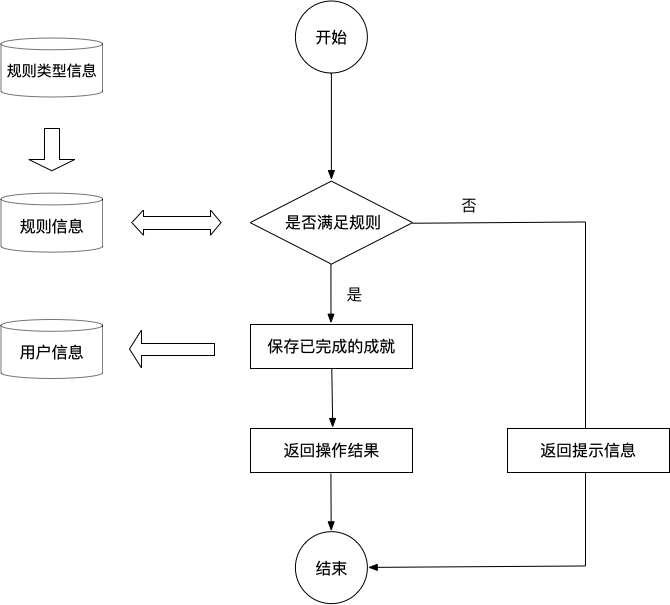 开始
规则类型信息
否
规则信息
是否满足规则
是
用户信息
保存已完成的成就
返回操作结果
返回提示信息
结束